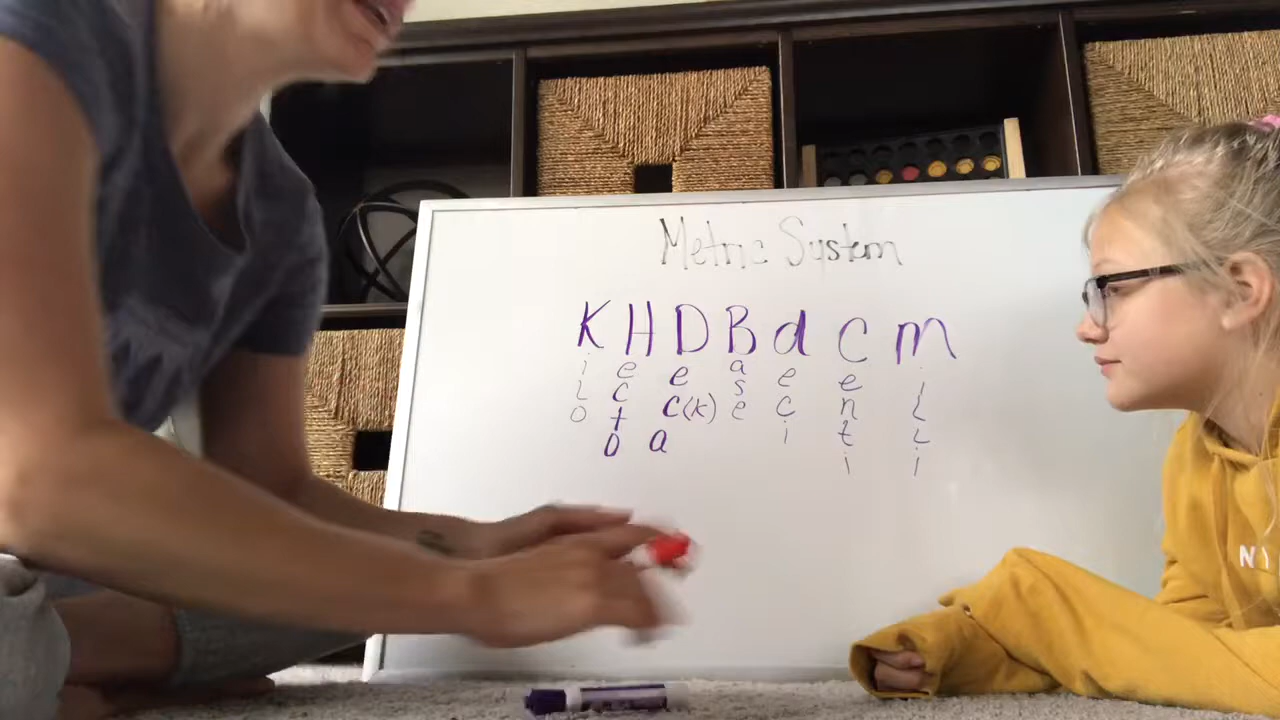 Metric System
K H D B d c m
i e e a e e i
L c c(k) s c n L
o t a e i t L
o i i
N Y